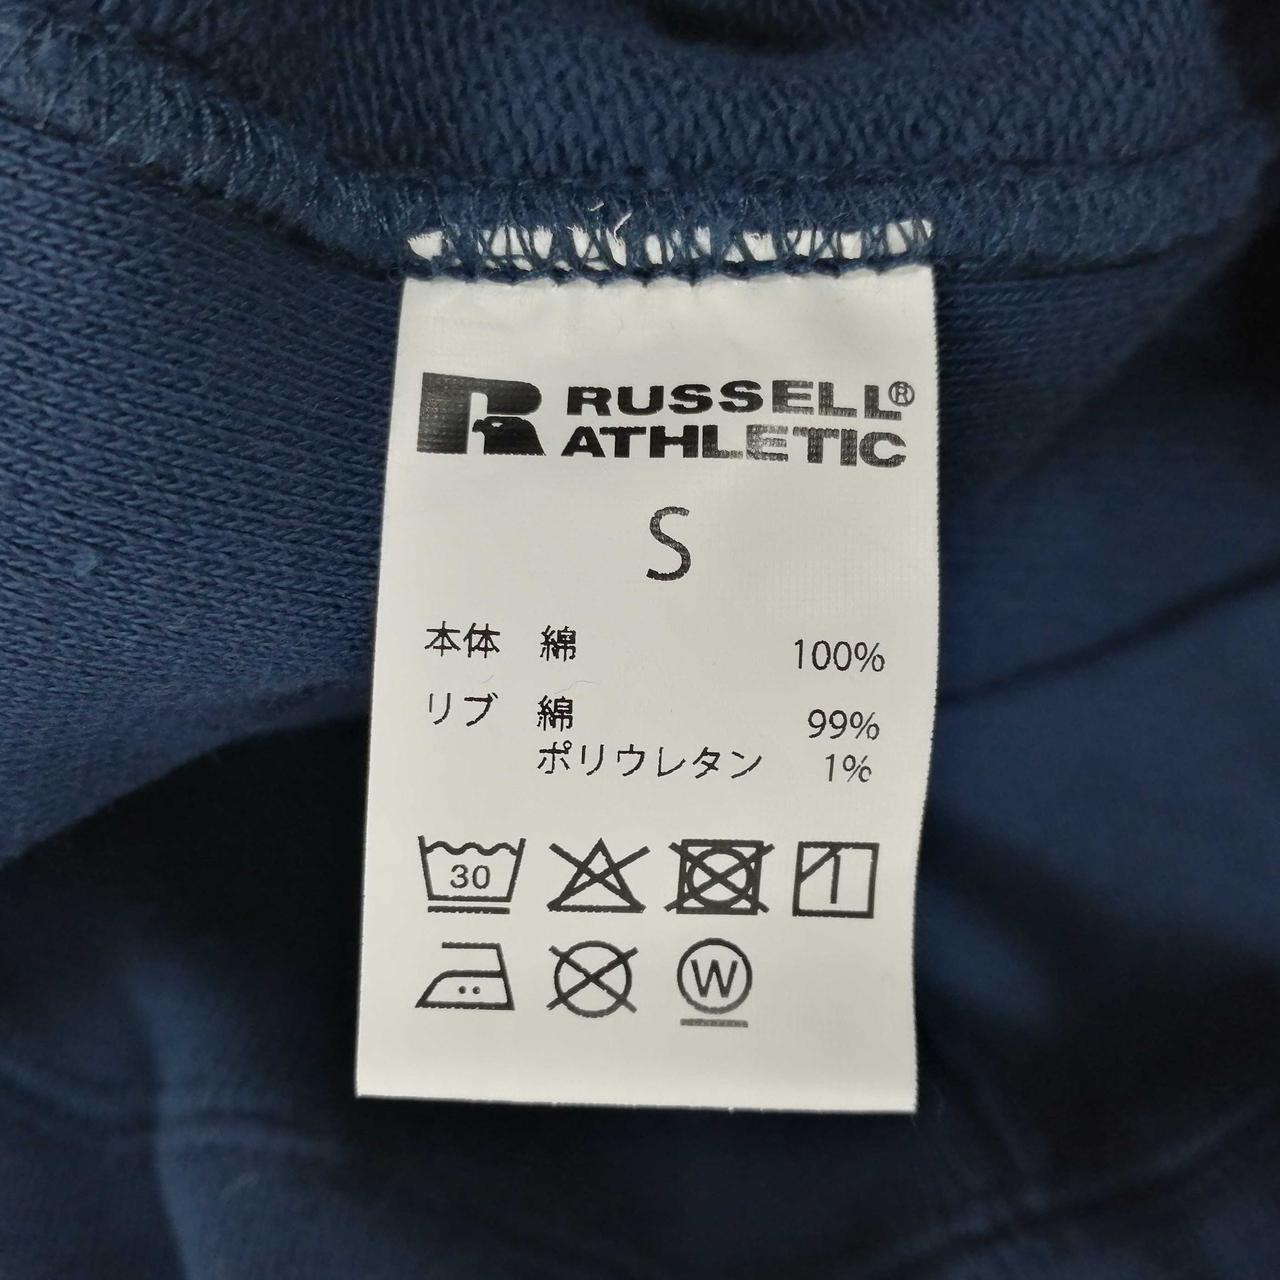 RUSSELL®
ATHLETIC
S
本体 綿 100%
リブ 綿 99%
ポリウレタン 1%
30
W